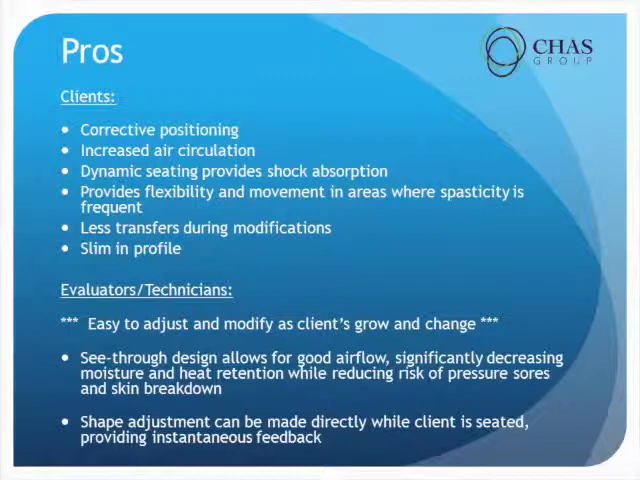 Pros
CHAS
GROUP
Clients:
• Corrective positioning
• Increased air circulation
• Dynamic seating provides shock absorption
• Provides flexibility and movement in areas where spasticity is
frequent
• Less transfers during modifications
• Slim in profile
Evaluators/Technicians:
*** Easy to adjust and modify as client’s grow and change ***
• See-through design allows for good airflow, significantly decreasing
moisture and heat retention while reducing risk of pressure sores
and skin breakdown
• Shape adjustment can be made directly while client is seated,
providing instantaneous feedback